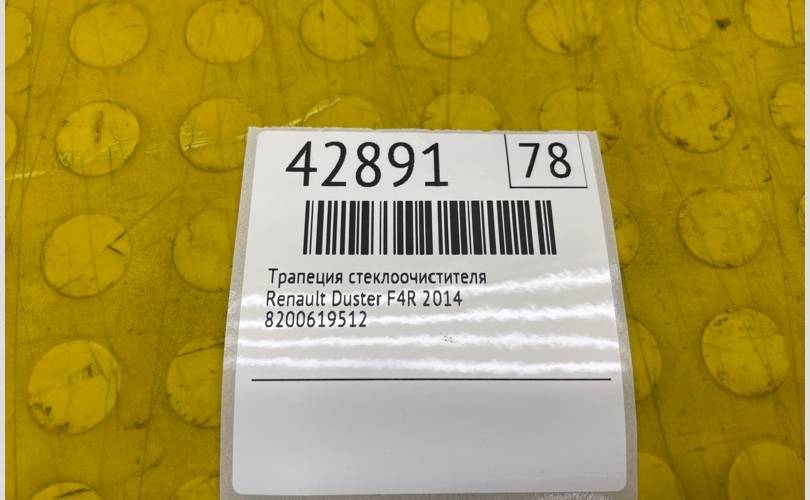 42891 78
Трапеция стеклоочистителя
Renault Duster F4R 2014
8200619512